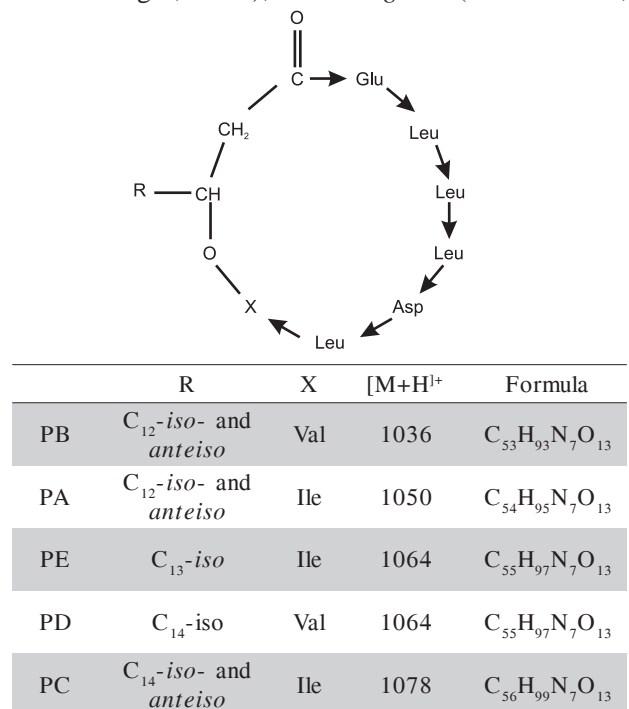 O
C Glu
CH₂ Leu
R CH Leu
O Leu
X Asp
Leu
R X [M+H]⁺ Formula
PB C₁₂-iso- and anteiso Val 1036 C₅₃H₉₃N₇O₁₃
PA C₁₂-iso- and anteiso Ile 1050 C₅₄H₉₅N₇O₁₃
PE C₁₃-iso Ile 1064 C₅₅H₉₇N₇O₁₃
PD C₁₄-iso Val 1064 C₅₅H₉₇N₇O₁₃
PC C₁₄-iso- and anteiso Ile 1078 C₅₆H₉₉N₇O₁₃